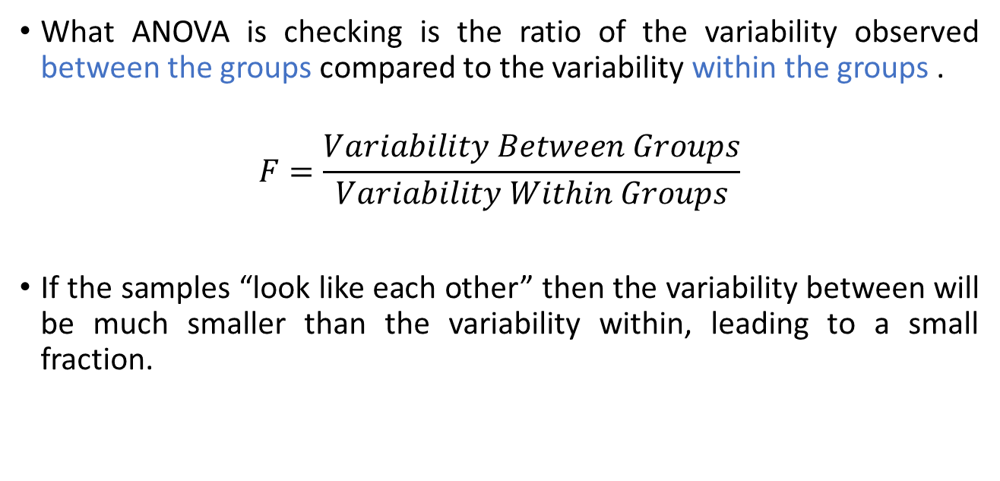 • What ANOVA is checking is the ratio of the variability observed
between the groups compared to the variability within the groups .
F = Variability Between Groups / Variability Within Groups
• If the samples “look like each other” then the variability between will
be much smaller than the variability within, leading to a small
fraction.